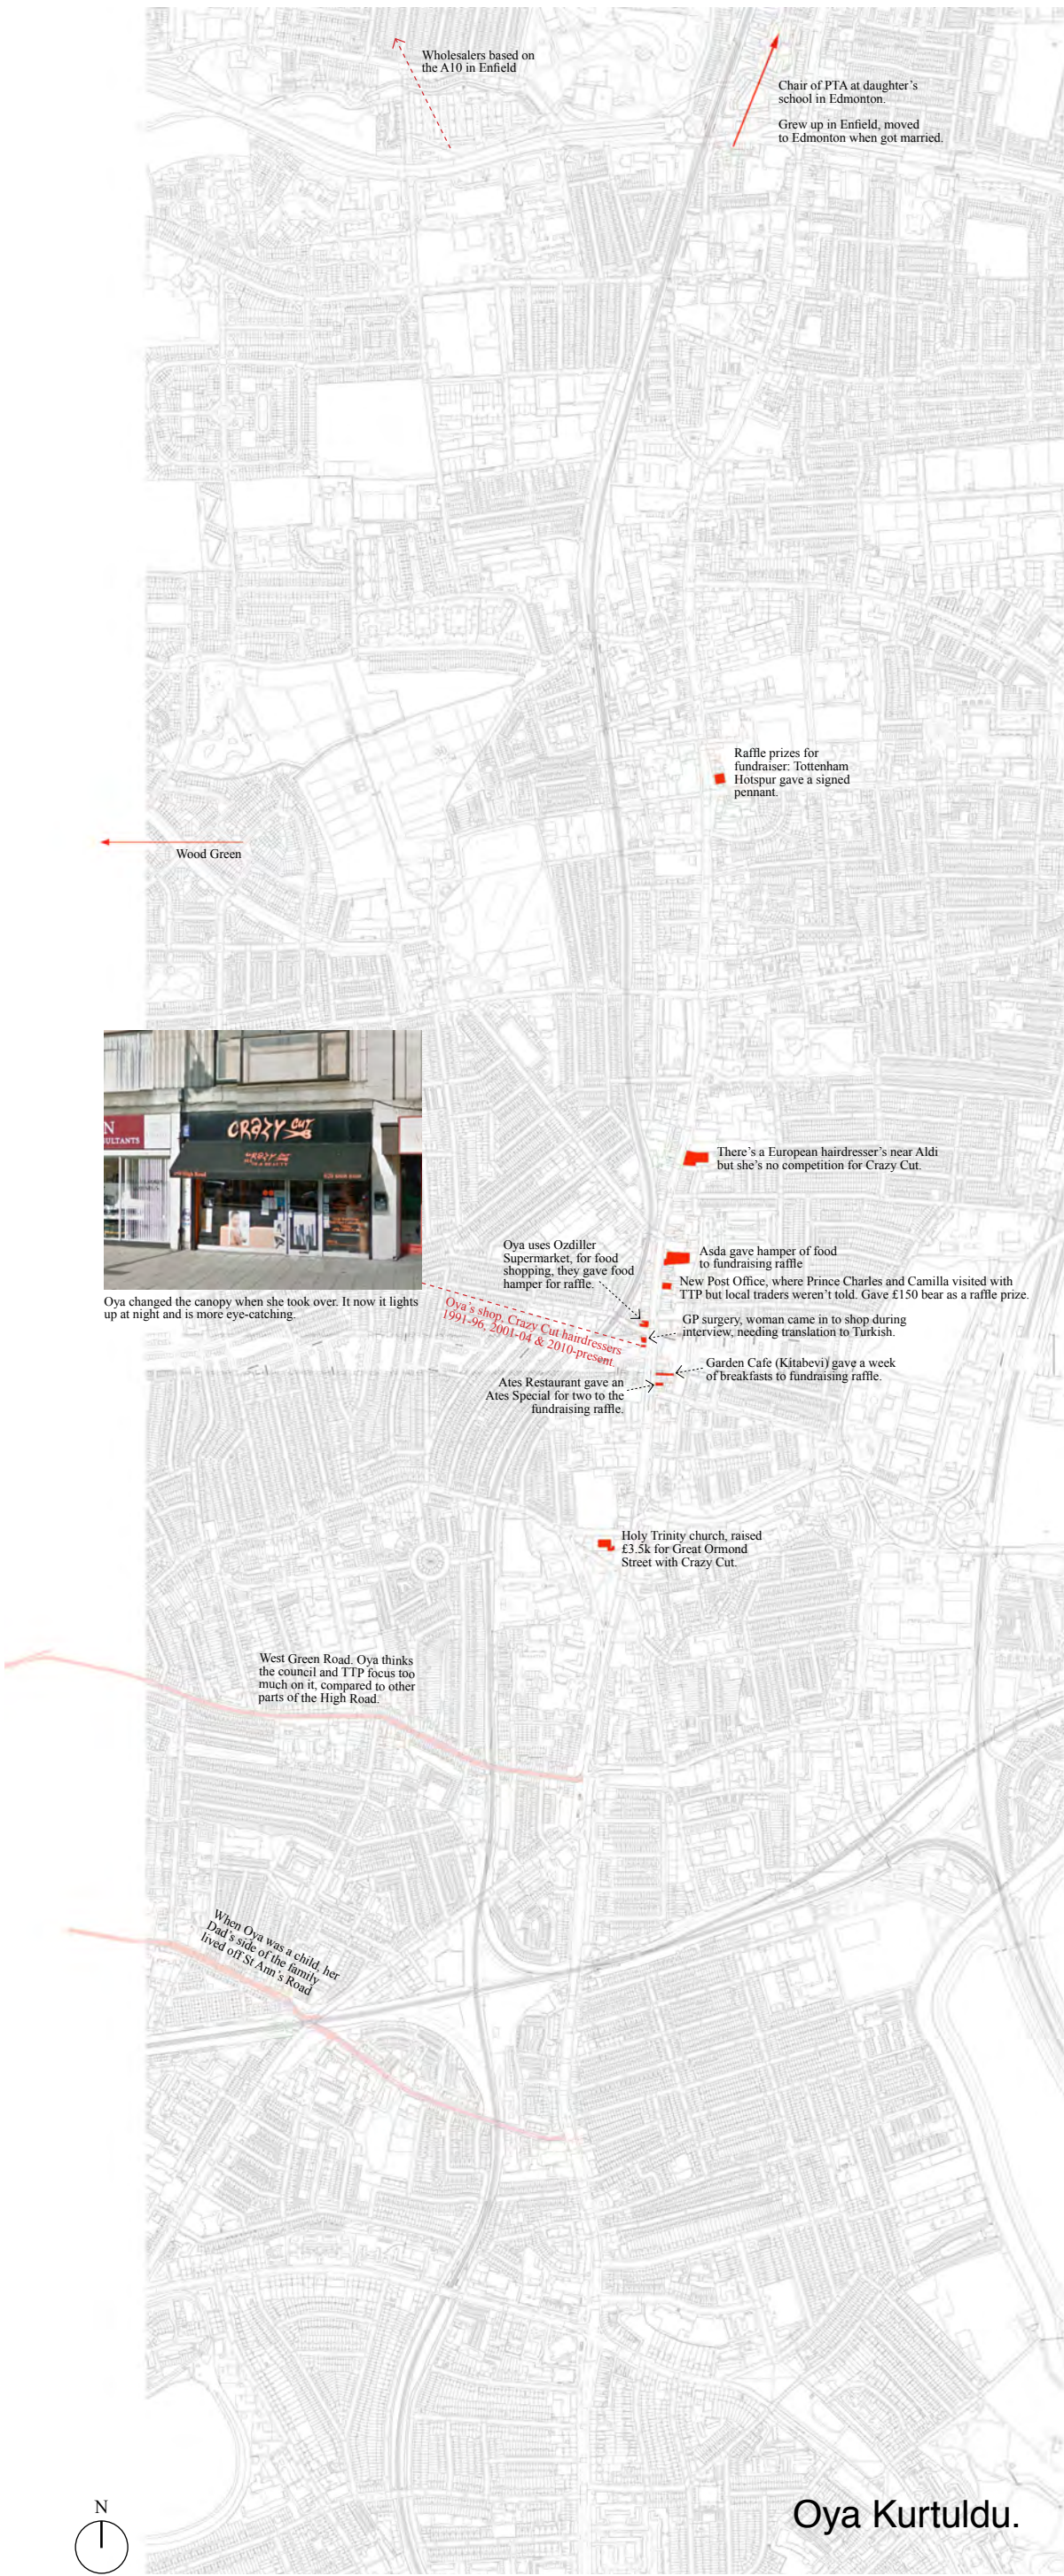 Wholesalers based on
the A10 in Enfield
Chair of PTA at daughter's
school in Edmonton.
Grew up in Enfield, moved
to Edmonton when got married.
Raffle prizes for
fundraiser: Tottenham
Hotspur gave a signed
pennant.
Wood Green
N
ULTANTS
CRAZY CUT
CRAZY CUT
There's a European hairdresser's near Aldi
but she's no competition for Crazy Cut.
Oya uses Ozdiller
Supermarket, for food
shopping, they gave food
hamper for raffle.
Asda gave hamper of food
to fundraising raffle
New Post Office, where Prince Charles and Camilla visited with
TTP but local traders weren't told. Gave £150 bear as a raffle prize.
Oya changed the canopy when she took over. It now it lights
up at night and is more eye-catching.
Oya's shop, Crazy Cut hairdressers
1991-96, 2001-04 & 2010-present.
GP surgery, woman came in to shop during
interview, needing translation to Turkish.
Garden Cafe (Kitabevi) gave a week
of breakfasts to fundraising raffle.
Ates Restaurant gave an
Ates Special for two to the
fundraising raffle.
Holy Trinity church, raised
£3.5k for Great Ormond
Street with Crazy Cut.
West Green Road. Oya thinks
the council and TTP focus too
much on it, compared to other
parts of the High Road.
When Oya was a child, her
Dad's side of the family
lived off St Ann's Road
N
Oya Kurtuldu.